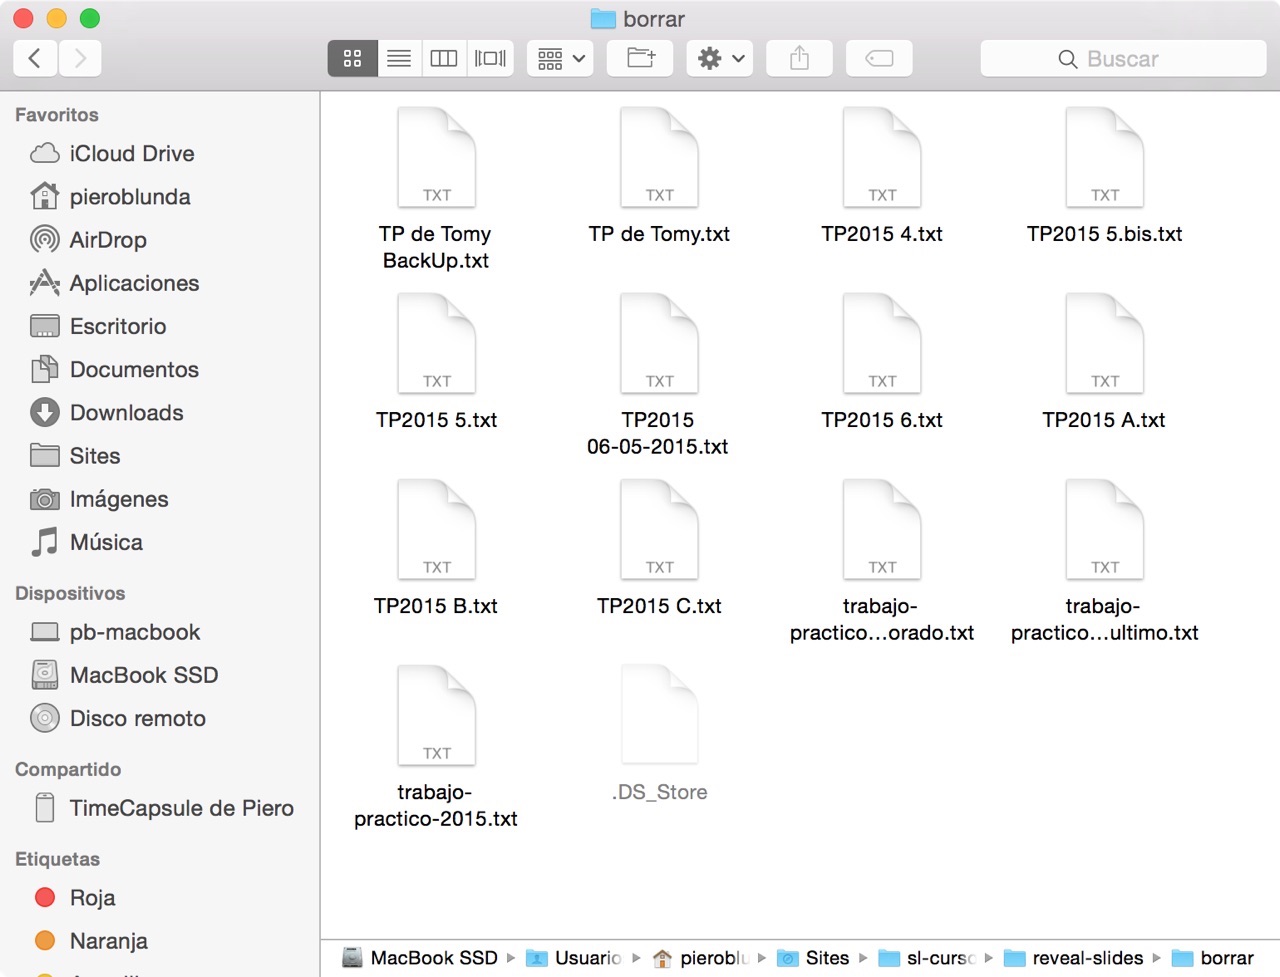 borrar
Buscar
Favoritos
iCloud Drive
pieroblunda
AirDrop
Aplicaciones
Escritorio
Documentos
Downloads
Sites
Imágenes
Música
Dispositivos
pb-macbook
MacBook SSD
Disco remoto
Compartido
TimeCapsule de Piero
Etiquetas
Roja
Naranja
TXT TXT TXT TXT
TP de Tomy
BackUp.txt
TP de Tomy.txt
TP2015 4.txt
TP2015 5.bis.txt
TXT TXT TXT TXT
TP2015 5.txt
TP2015
06-05-2015.txt
TP2015 6.txt
TP2015 A.txt
TXT TXT TXT TXT
TP2015 B.txt
TP2015 C.txt
trabajo-
practico...orado.txt
trabajo-
practico...ultimo.txt
TXT
trabajo-
practico-2015.txt
.DS_Store
MacBook SSD Usuario pieroblu Sites sl-curso reveal-slides borrar